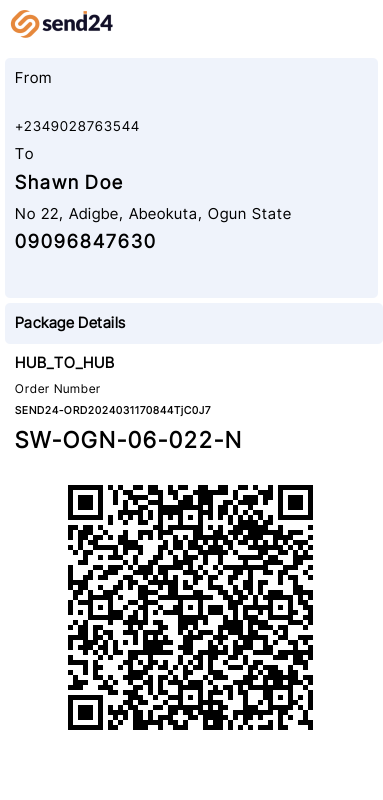 send24
From
+2349028763544
To
Shawn Doe
No 22, Adigbe, Abeokuta, Ogun State
09096847630
Package Details
HUB_TO_HUB
Order Number
SEND24-ORD2024031170844TjC0J7
SW-OGN-06-022-N